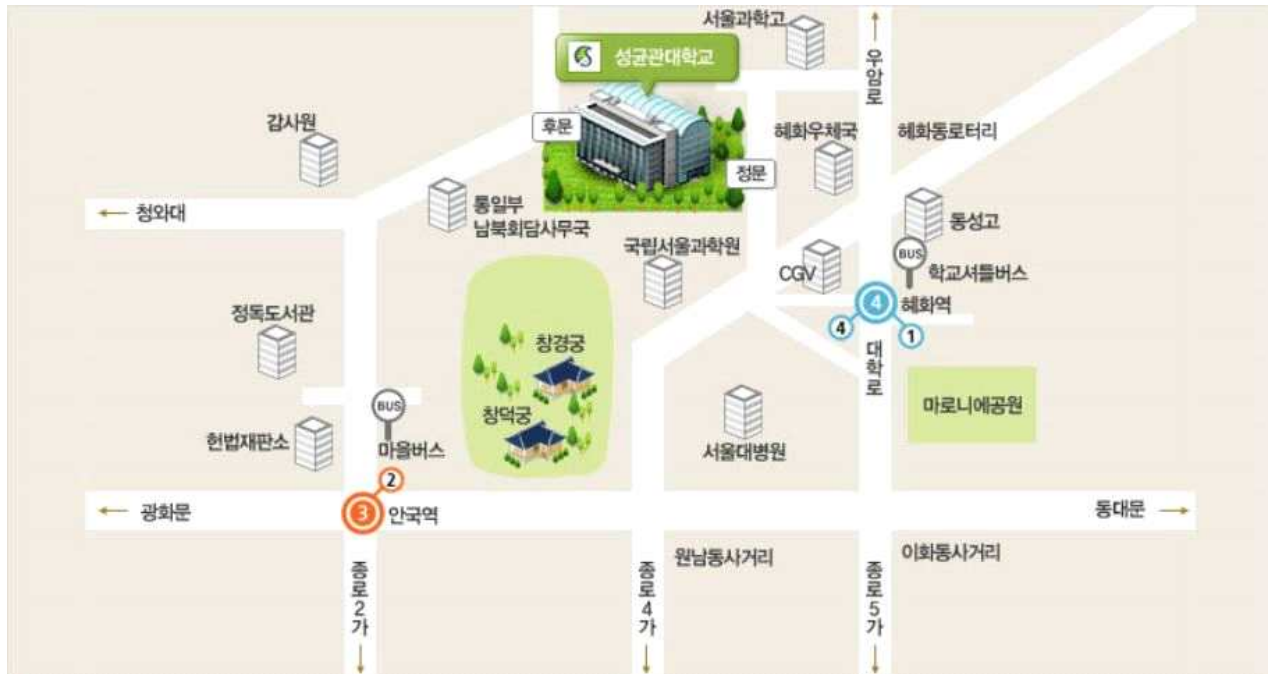 서울과학고
성균관대학교
우암로
감사원
후문
혜화우체국
혜화동로터리
정문
← 청와대
통일부
남북회담사무국
동성고
국립서울과학원
CGV
BUS
학교셔틀버스
4
혜화역
4
1
정독도서관
창경궁
대학로
BUS
마로니에공원
창덕궁
헌법재판소
마을버스
서울대병원
2
← 광화문
3
안국역
동대문 →
원남동사거리
이화동사거리
종로2가
종로4가
종로5가